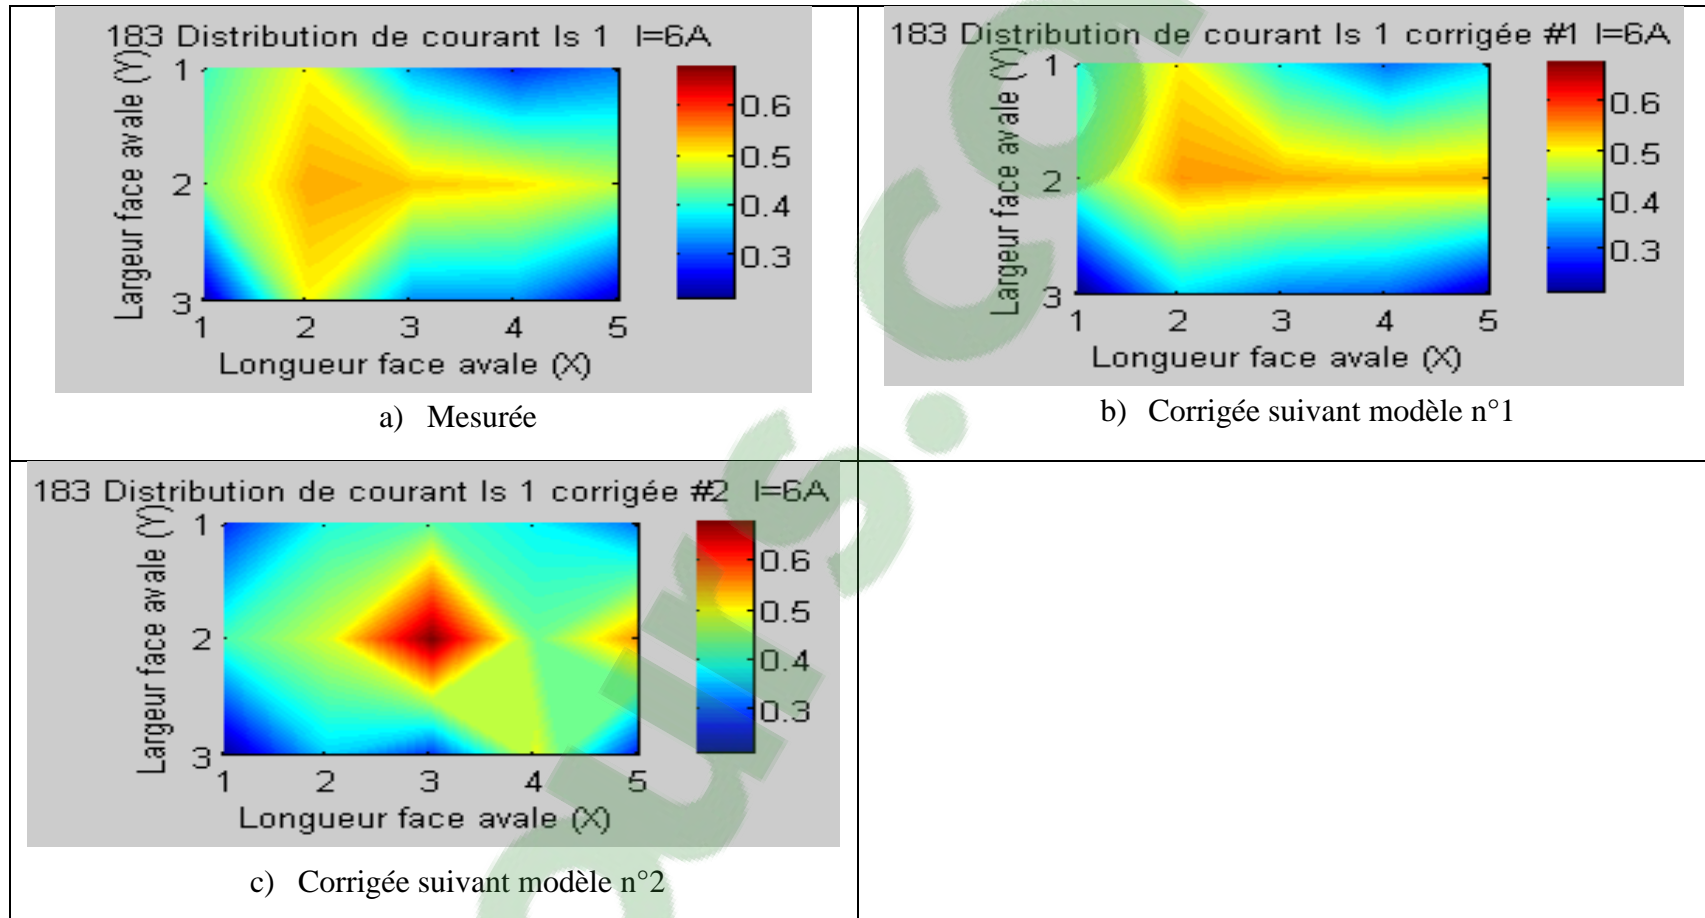 183 Distribution de courant Is 1 I=6A
Largeur face avale (Y)
1
2
3
1 2 3 4 5
Longueur face avale (X)
0.6
0.5
0.4
0.3
a) Mesurée
183 Distribution de courant Is 1 corrigée #1 I=6A
Largeur face avale (Y)
1
2
3
1 2 3 4 5
Longueur face avale (X)
0.6
0.5
0.4
0.3
b) Corrigée suivant modèle n°1
183 Distribution de courant Is 1 corrigée #2 I=6A
Largeur face avale (Y)
1
2
3
1 2 3 4 5
Longueur face avale (X)
0.6
0.5
0.4
0.3
c) Corrigée suivant modèle n°2